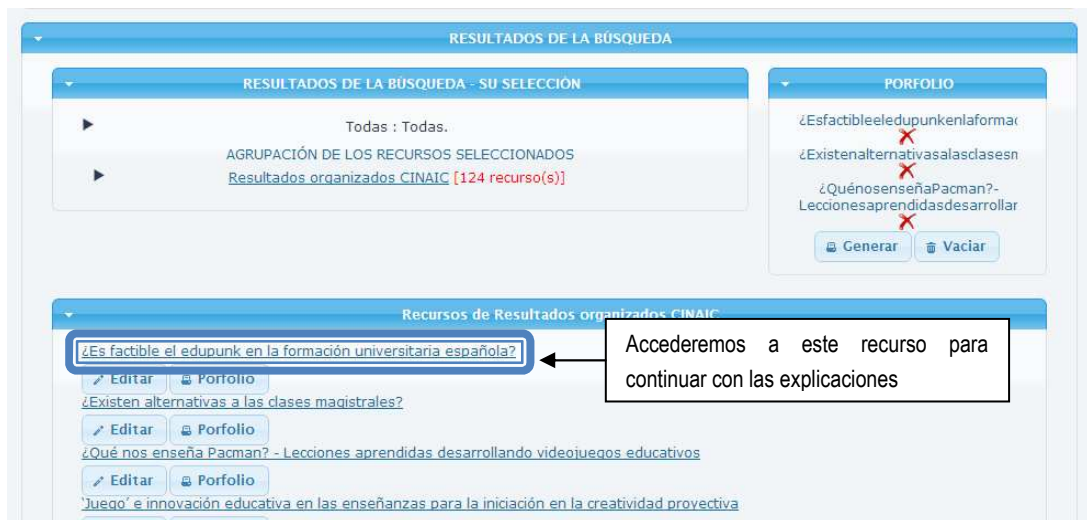 RESULTADOS DE LA BÚSQUEDA
RESULTADOS DE LA BÚSQUEDA - SU SELECCIÓN
Todas : Todas.
AGRUPACIÓN DE LOS RECURSOS SELECCIONADOS
Resultados organizados CINAIC [124 recurso(s)]
PORFOLIO
¿Esfactibleeledupunkenlaformac
¿Existenalternativasalasclasesm
¿QuénosenseñaPacman?-
Leccionesaprendidasdesarrollar
Generar Vaciar
Recursos de Resultados organizados CINAIC
¿Es factible el edupunk en la formación universitaria española?
Accederemos a este recurso para
continuar con las explicaciones
Editar Porfolio
¿Existen alternativas a las clases magistrales?
Editar Porfolio
¿Qué nos enseña Pacman? - Lecciones aprendidas desarrollando videojuegos educativos
Editar Porfolio
'Juego' e innovación educativa en las enseñanzas para la iniciación en la creatividad proyectiva